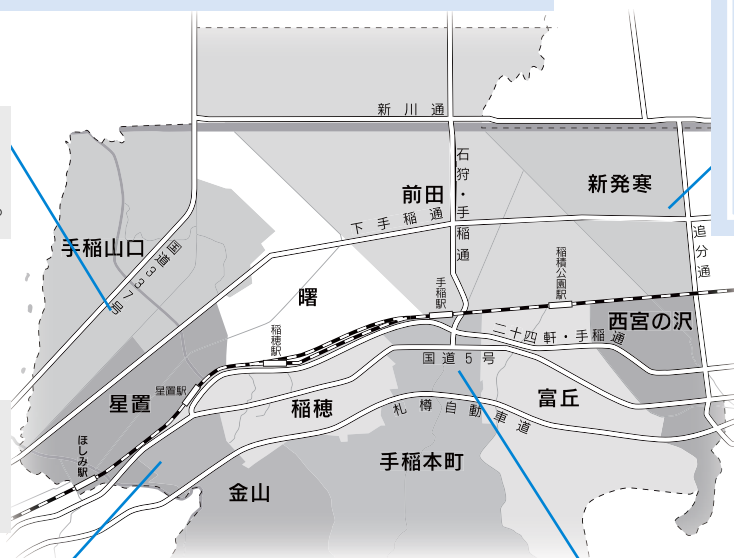 新川通
石狩・手稲通
新発寒
前田
下手稲通
追分通
手稲山口
国道337号
稲積公園駅
手稲駅
曙
西宮の沢
稲穂駅
二十四軒・手稲通
国道5号
星置駅
星置
稲穂
富丘
札樽自動車道
ほしみ駅
手稲本町
金山